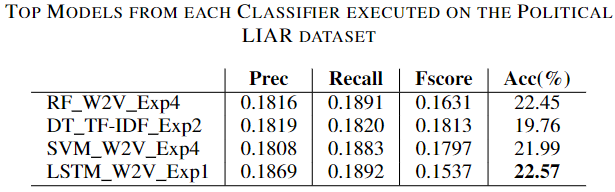 TOP MODELS FROM EACH CLASSIFIER EXECUTED ON THE POLITICAL
LIAR DATASET
Prec Recall Fscore Acc(%)
RF_W2V_Exp4 0.1816 0.1891 0.1631 22.45
DT_TF-IDF_Exp2 0.1819 0.1820 0.1813 19.76
SVM_W2V_Exp4 0.1808 0.1883 0.1797 21.99
LSTM_W2V_Exp1 0.1869 0.1892 0.1537 22.57